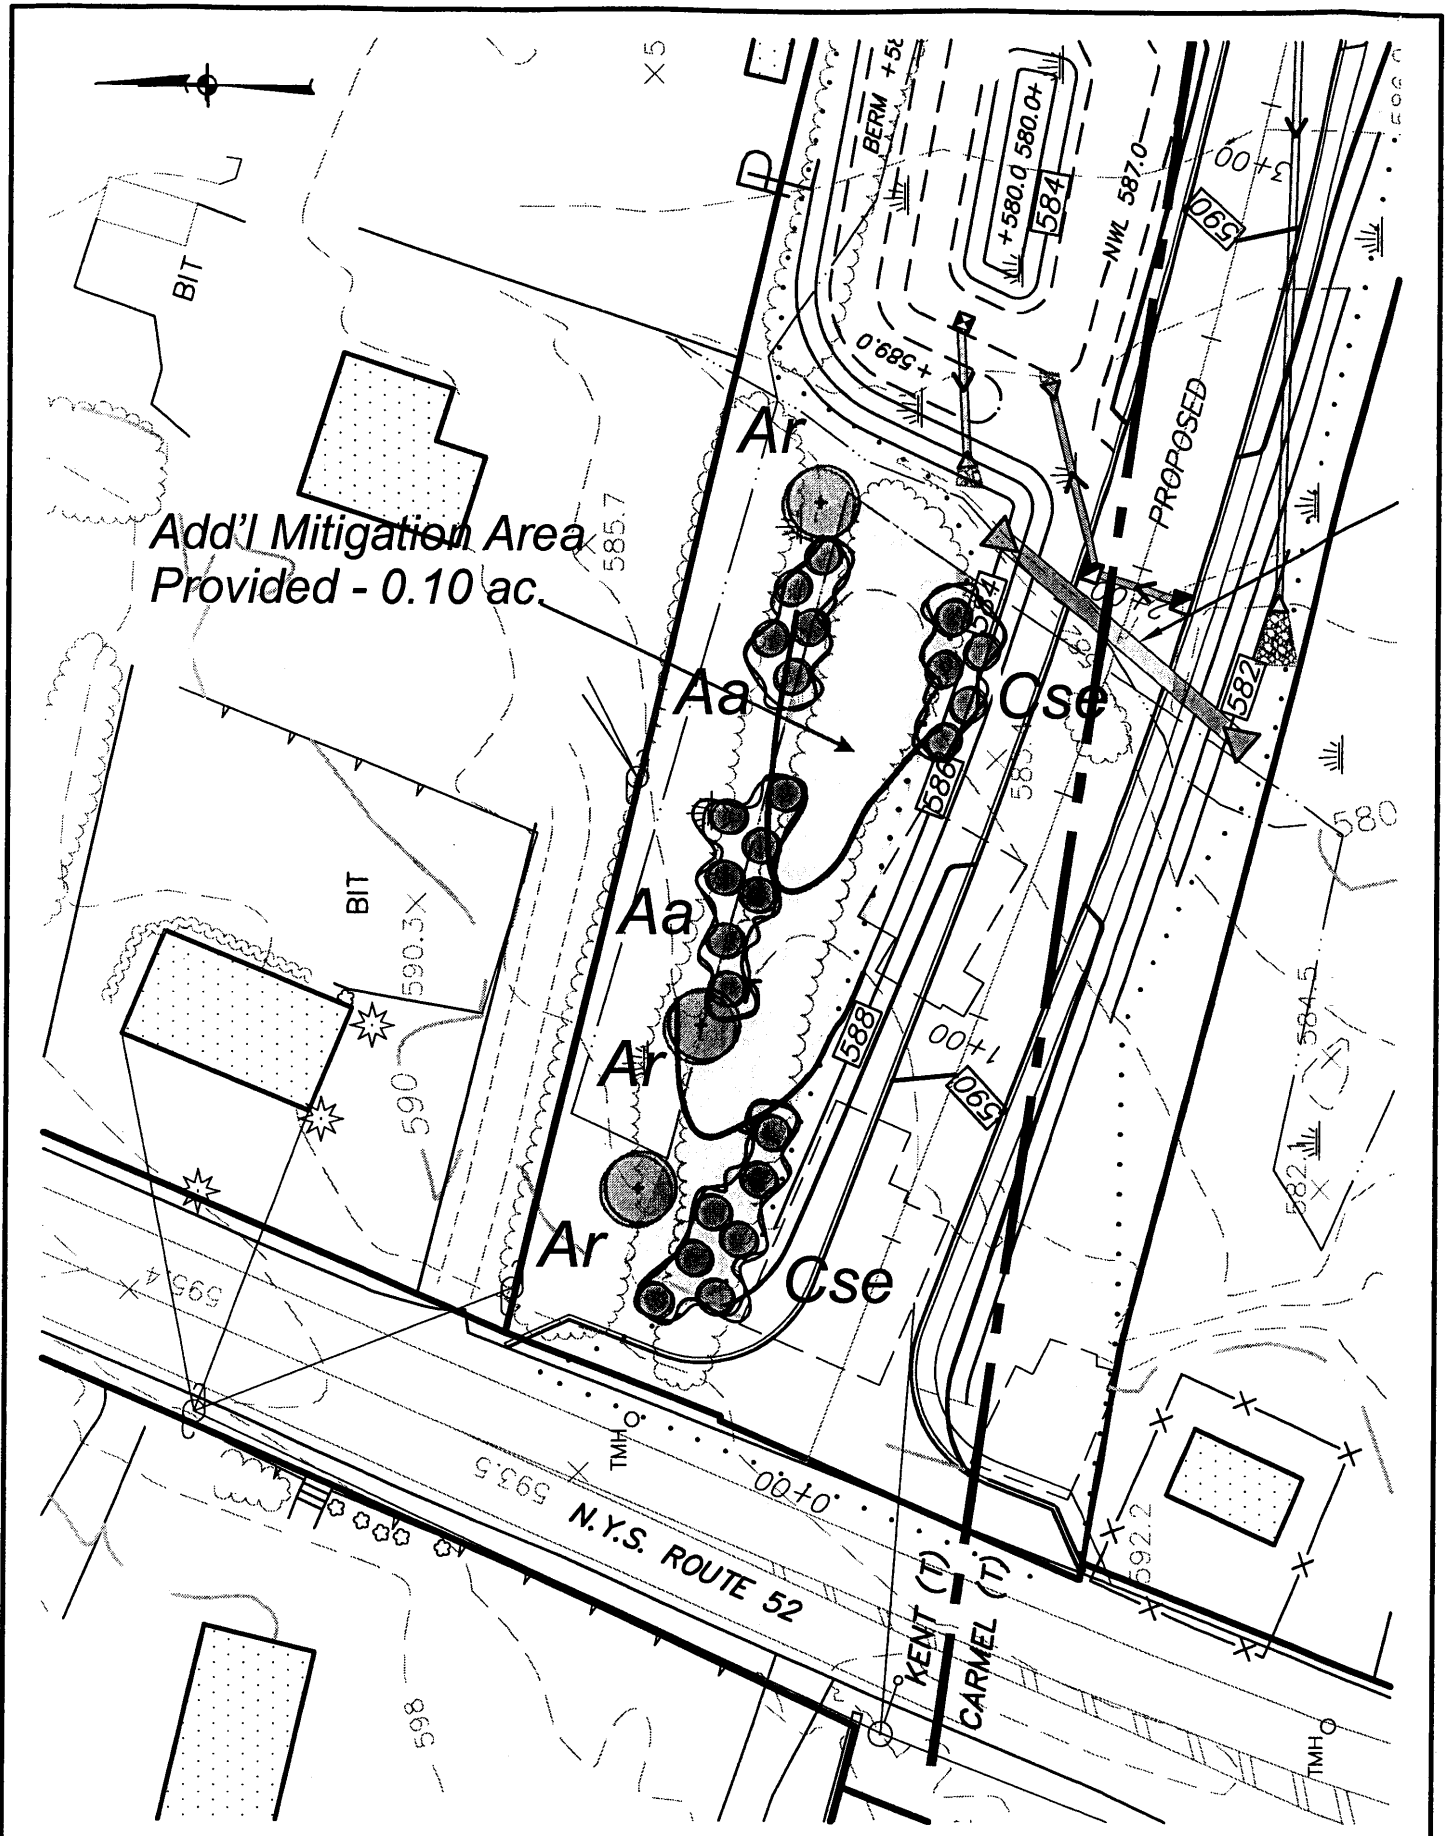 ×5
BIT
BERM +58
+580.0 580.0+
584
NWL 587.0
3+00
590
+589.0
PROPOSED
Ar
585.7
Add'l Mitigation Area
Provided - 0.10 ac.
584
582
Aa
Cse
586
580
BIT
590.3×
Aa
588
1+00
590
584.5
Ar
590
582.1
Ar
Cse
595.4
TMH
593.5
0+00
N.Y.S. ROUTE 52
592.2
KENT (T)
CARMEL (T)
598
TMH